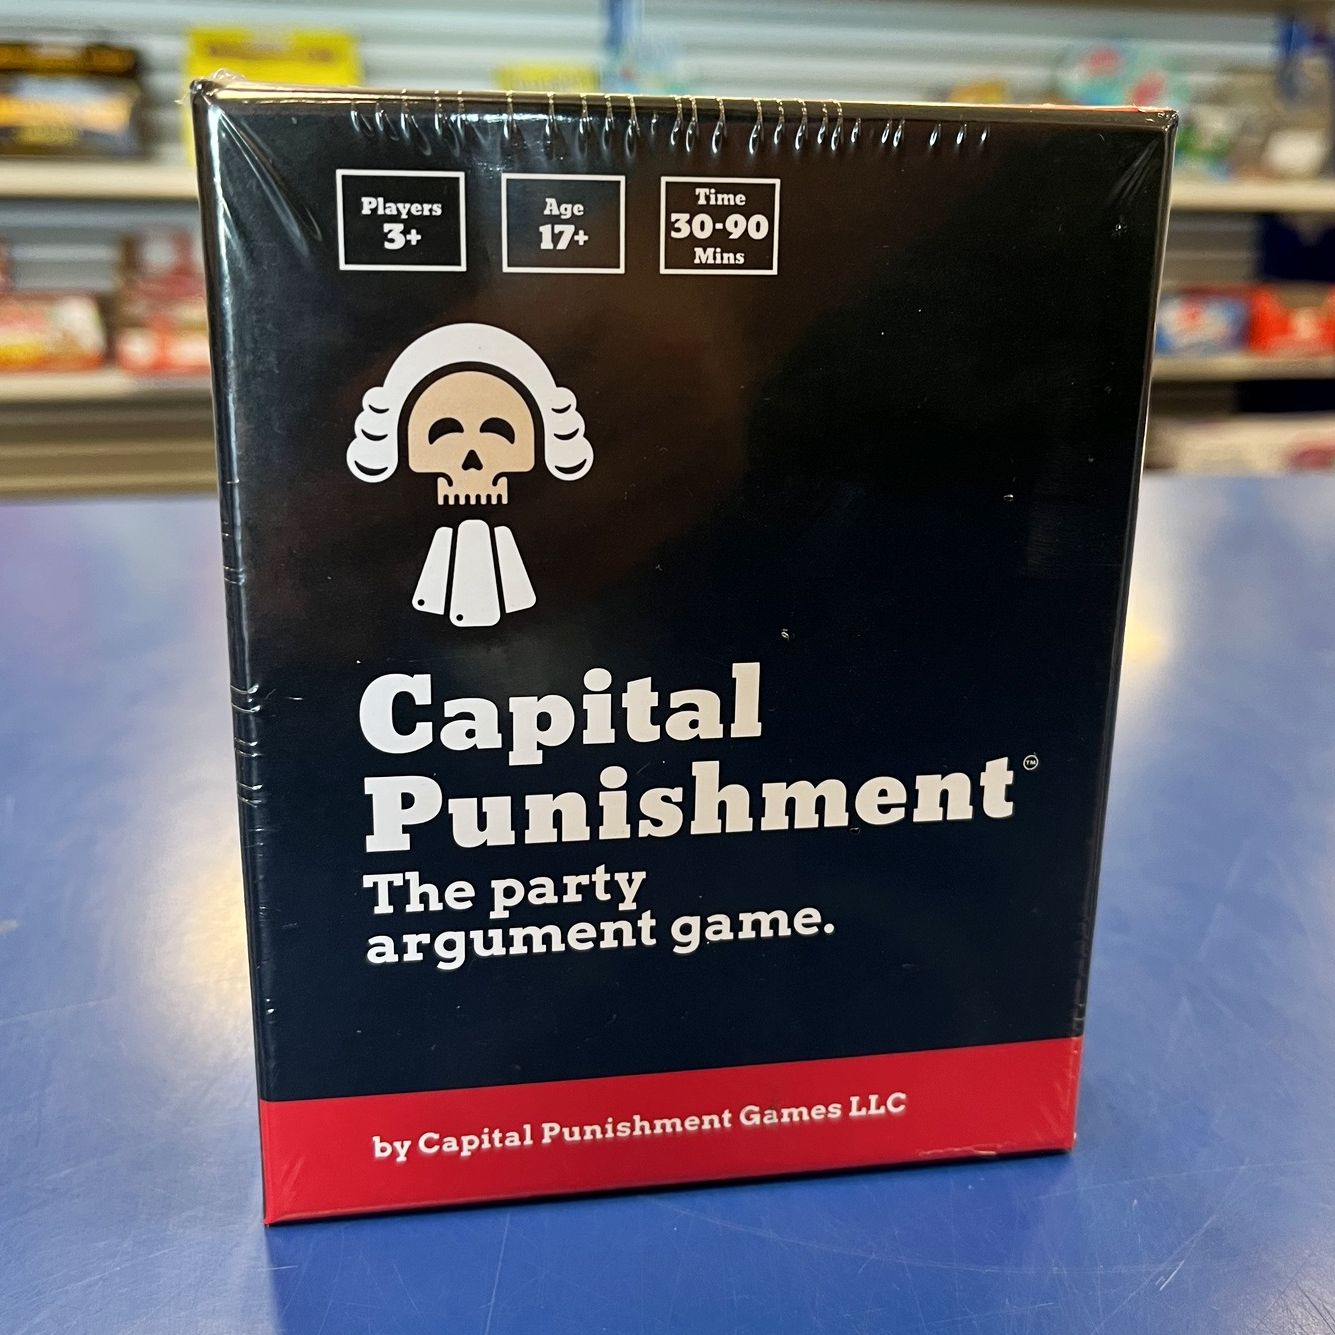 Players
3+
Age
17+
Time
30-90
Mins
Capital
Punishment™
The party
argument game.
by Capital Punishment Games LLC